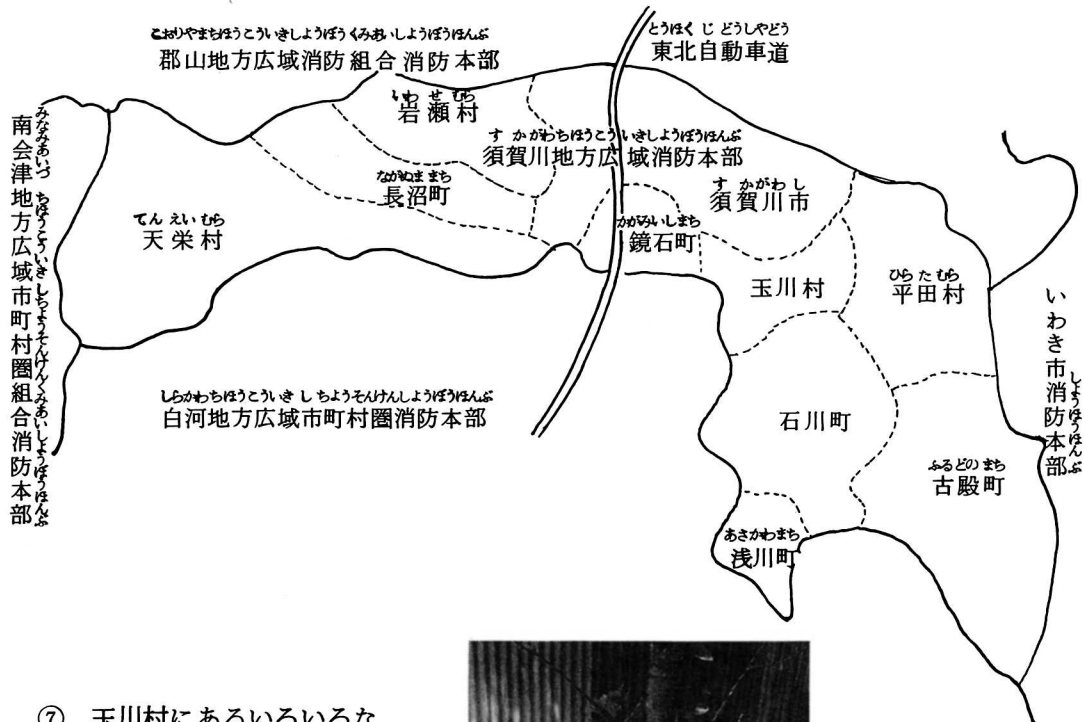 こおりやまちほうこういきしようぼうくみあいしようぼうほんぶ
郡山地方広域消防組合消防本部
とうほくじどうしやどう
東北自動車道
いわせむら
岩瀬村
すかがわちほうこういきしようぼうほんぶ
須賀川地方広域消防本部
ながぬままち
長沼町
すかがわし
須賀川市
かがみいしまち
鏡石町
てんえいむら
天栄村
玉川村
ひらたむら
平田村
みなみあいづちほうこういきしちようそんけんくみあいしようぼうほんぶ
南会津地方広域市町村圏組合消防本部
しらかわちほうこういきしちようそんけんしようぼうほんぶ
白河地方広域市町村圏消防本部
石川町
いわき市消防本部
しようぼうほんぶ
ふるどのまち
古殿町
あさかわまち
浅川町
⑦ 玉川村にあるいろいろな